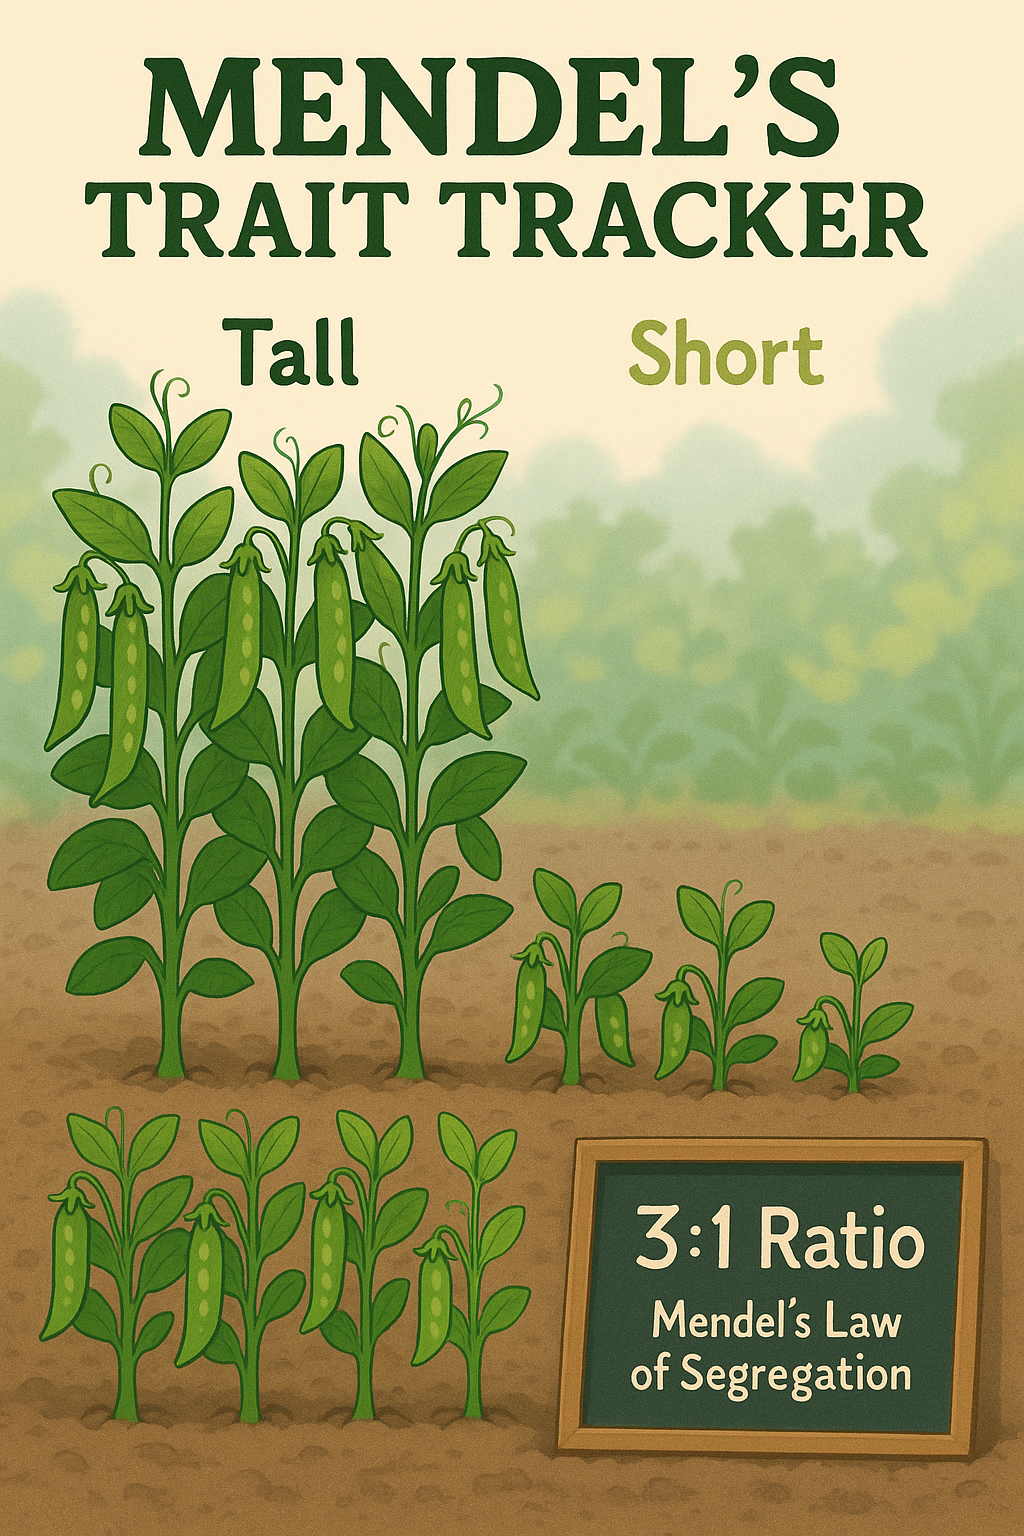 MENDEL'S
TRAIT TRACKER
Tall
Short
3:1 Ratio
Mendel's Law
of Segregation